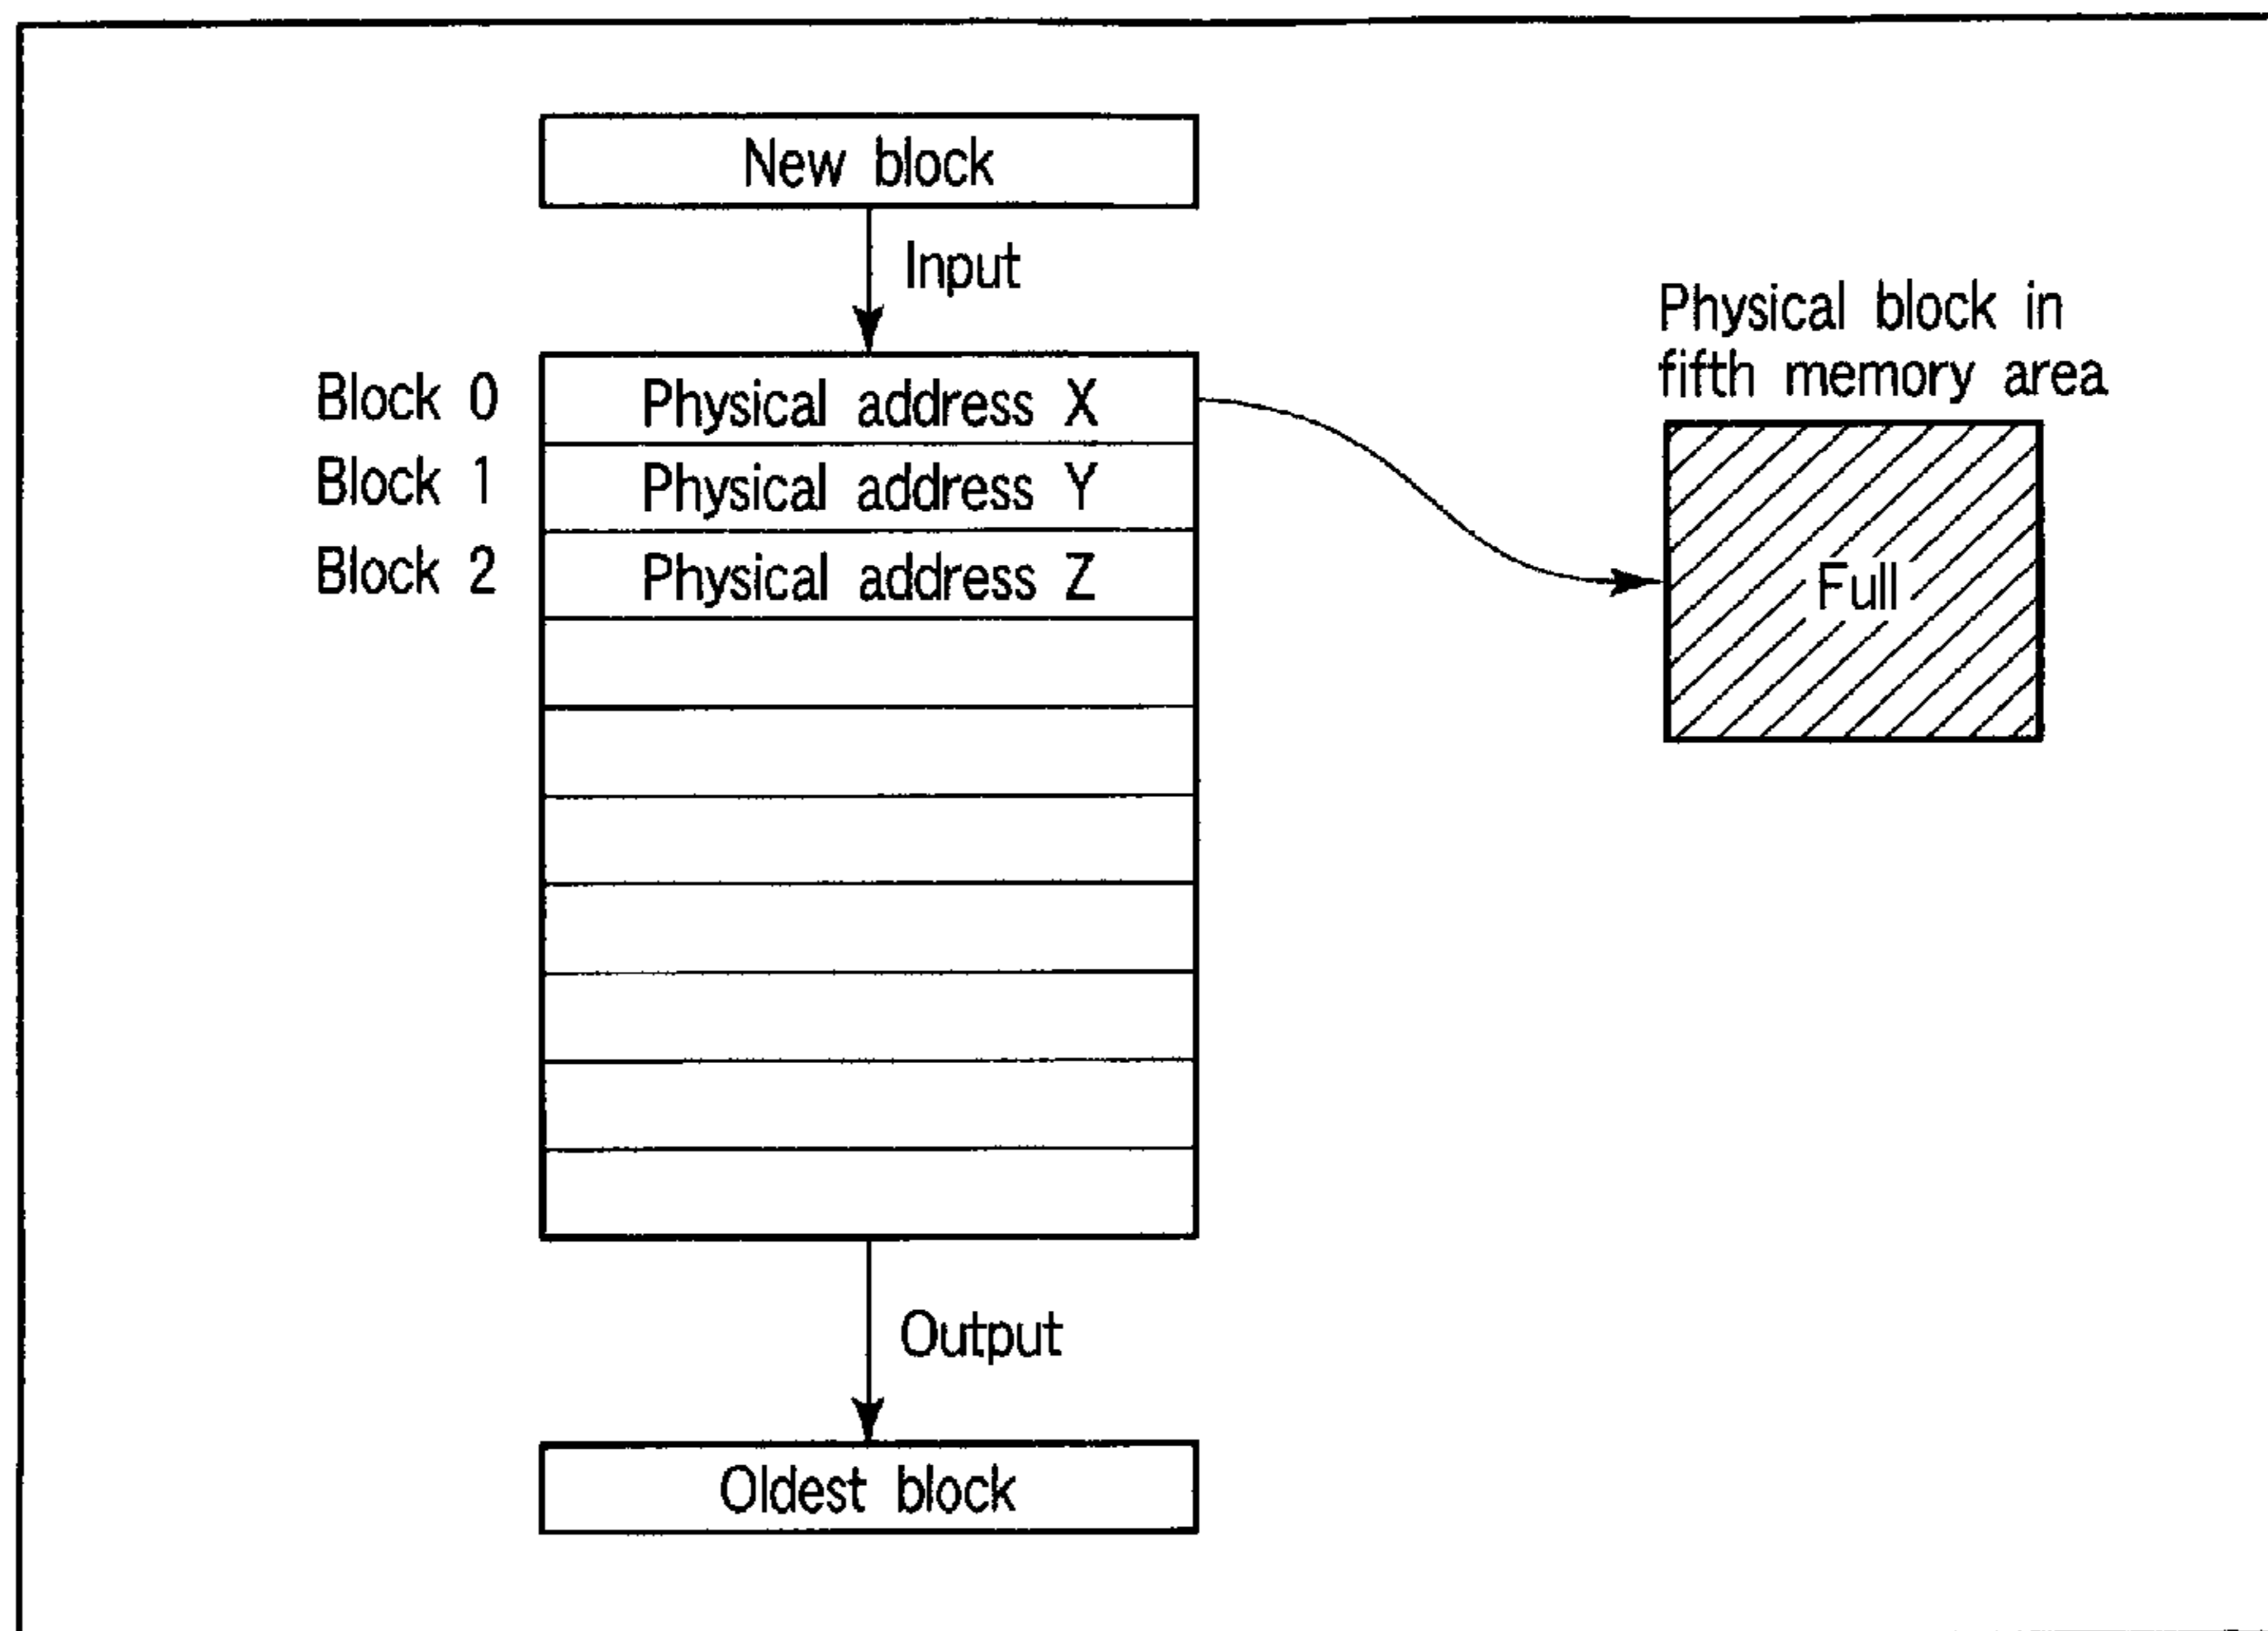 New block
Input
Physical block in
fifth memory area
Block 0 Physical address X
Block 1 Physical address Y
Block 2 Physical address Z
Full
Output
Oldest block